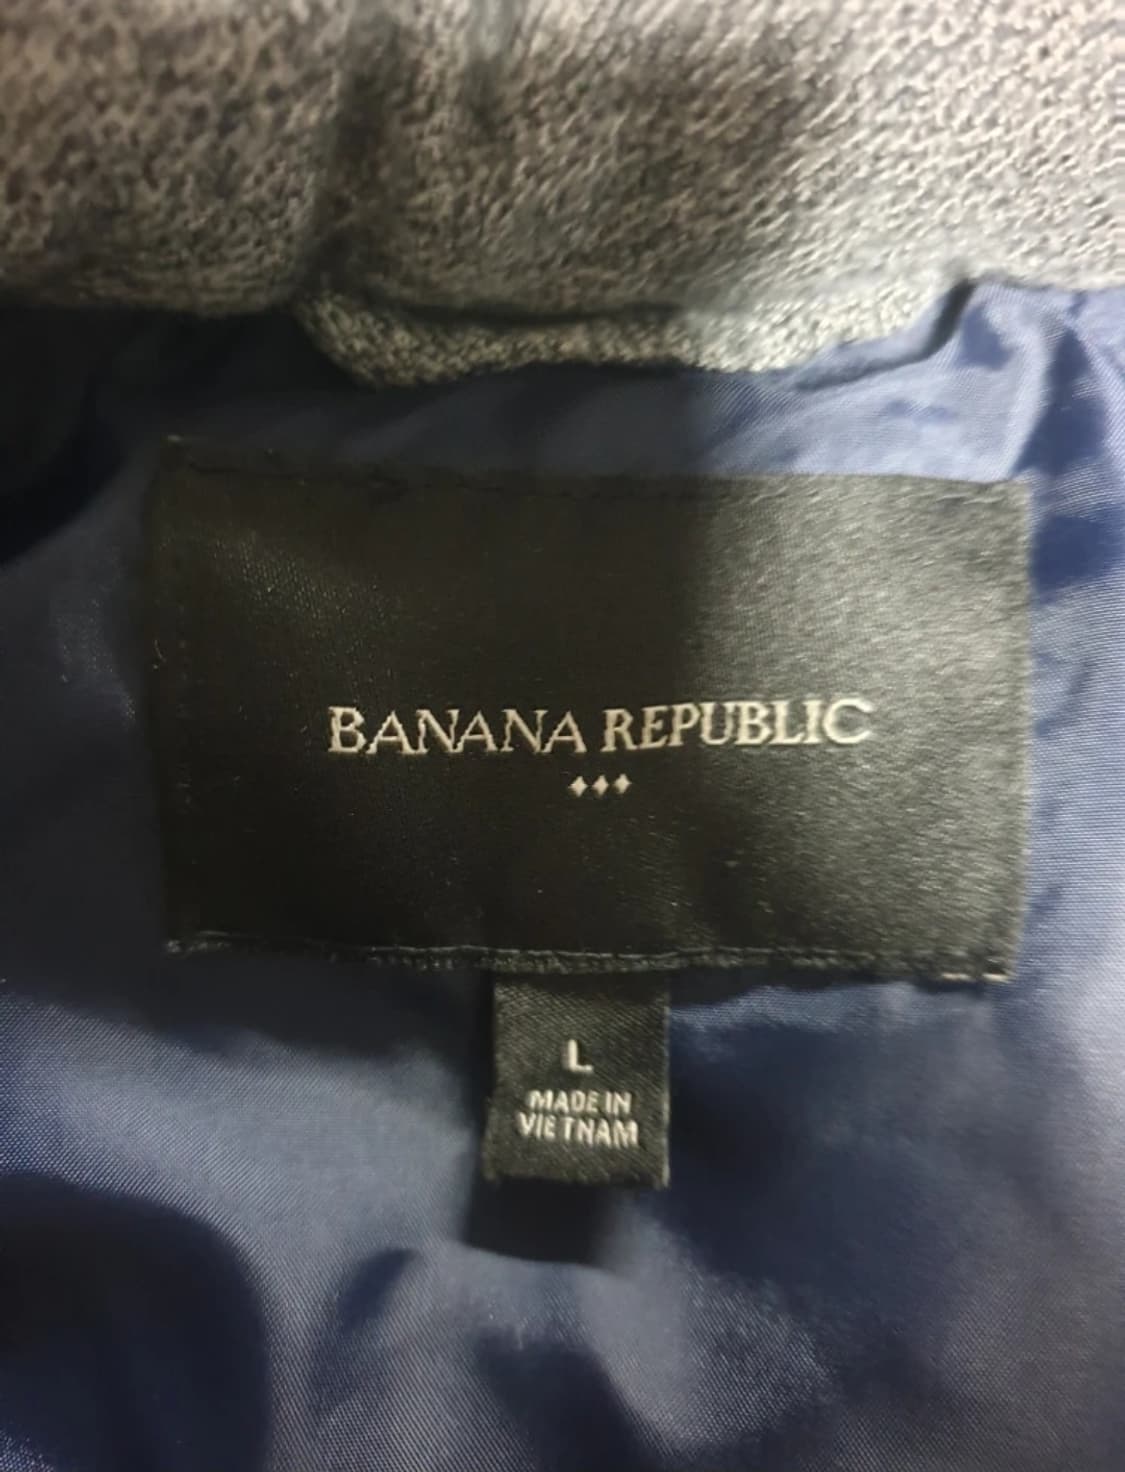 BANANA REPUBLIC
♦♦♦
L
MADE IN
VIETNAM